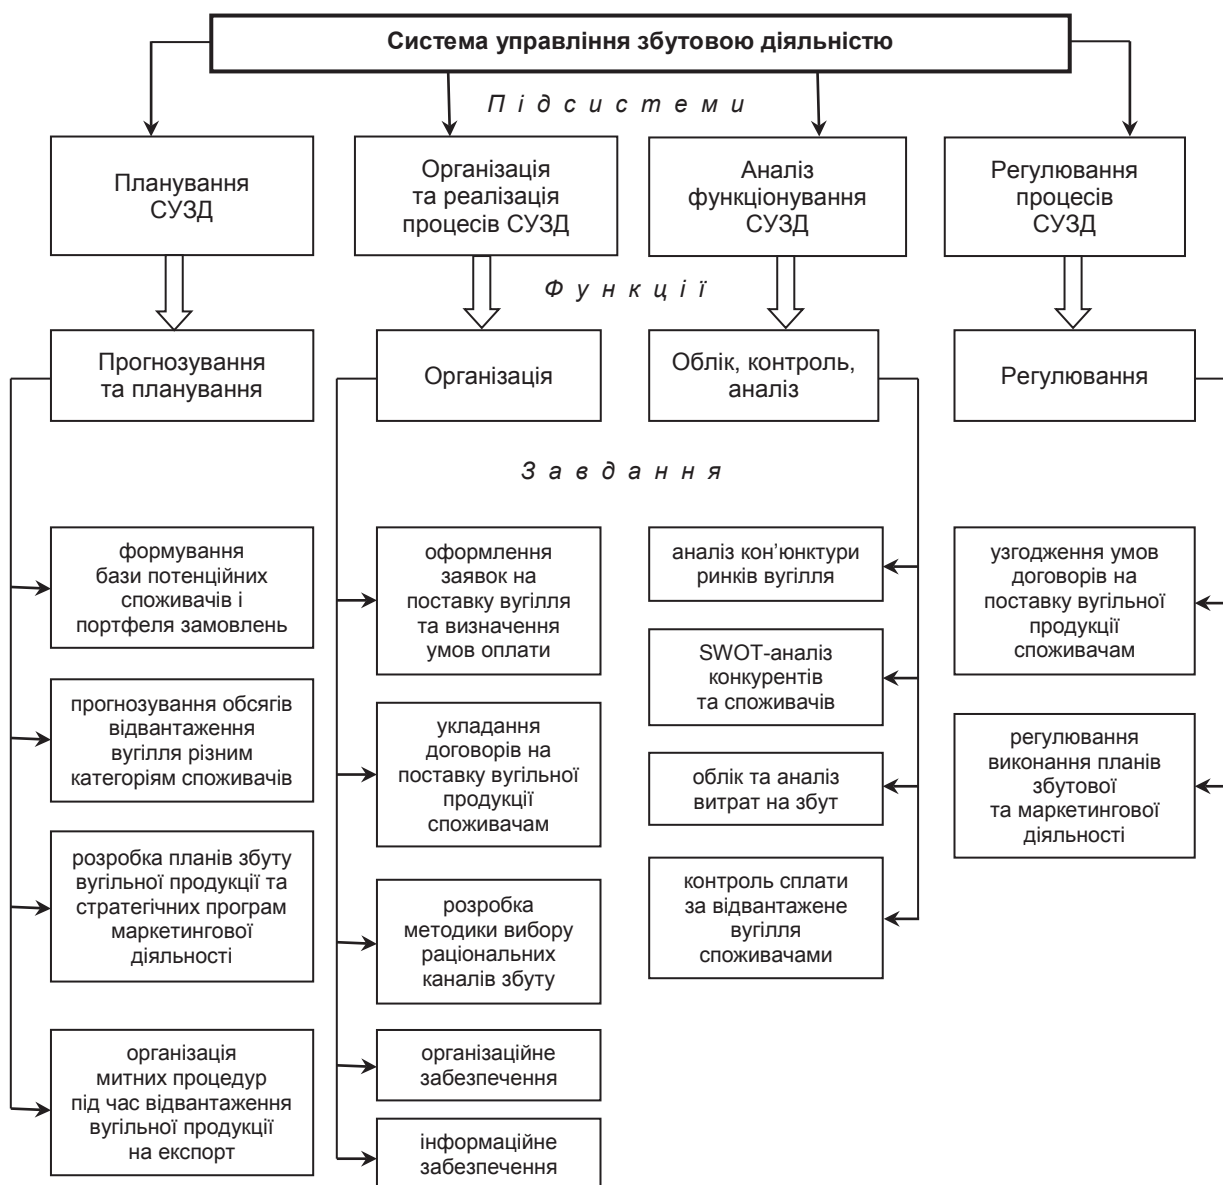 Система управління збутовою діяльністю
Підсистеми
Планування
СУЗД
Організація
та реалізація
процесів СУЗД
Аналіз
функціонування
СУЗД
Регулювання
процесів
СУЗД
Функції
Прогнозування
та планування
Організація
Облік, контроль,
аналіз
Регулювання
Завдання
формування
бази потенційних
споживачів і
портфеля замовлень
прогнозування обсягів
відвантаження
вугілля різним
категоріям споживачів
розробка планів збуту
вугільної продукції та
стратегічних програм
маркетингової
діяльності
організація
митних процедур
під час відвантаження
вугільної продукції
на експорт
оформлення
заявок на
поставку вугілля
та визначення
умов оплати
укладання
договорів на
поставку вугільної
продукції
споживачам
розробка
методики вибору
раціональних
каналів збуту
організаційне
забезпечення
інформаційне
забезпечення
аналіз кон’юнктури
ринків вугілля
SWOT-аналіз
конкурентів
та споживачів
облік та аналіз
витрат на збут
контроль сплати
за відвантажене
вугілля
споживачами
узгодження умов
договорів на
поставку вугільної
продукції
споживачам
регулювання
виконання планів
збутової
та маркетингової
діяльності